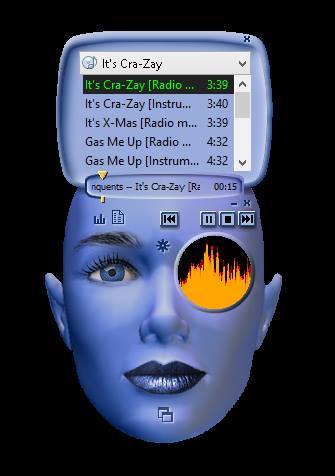 It's Cra-Zay
It's Cra-Zay [Radio ... 3:39
It's Cra-Zay [Instru... 3:40
It's X-Mas [Radio m... 3:39
Gas Me Up [Radio ... 4:32
Gas Me Up [Instrum... 4:32
nquents -- It's Cra-Zay [Ra 00:15